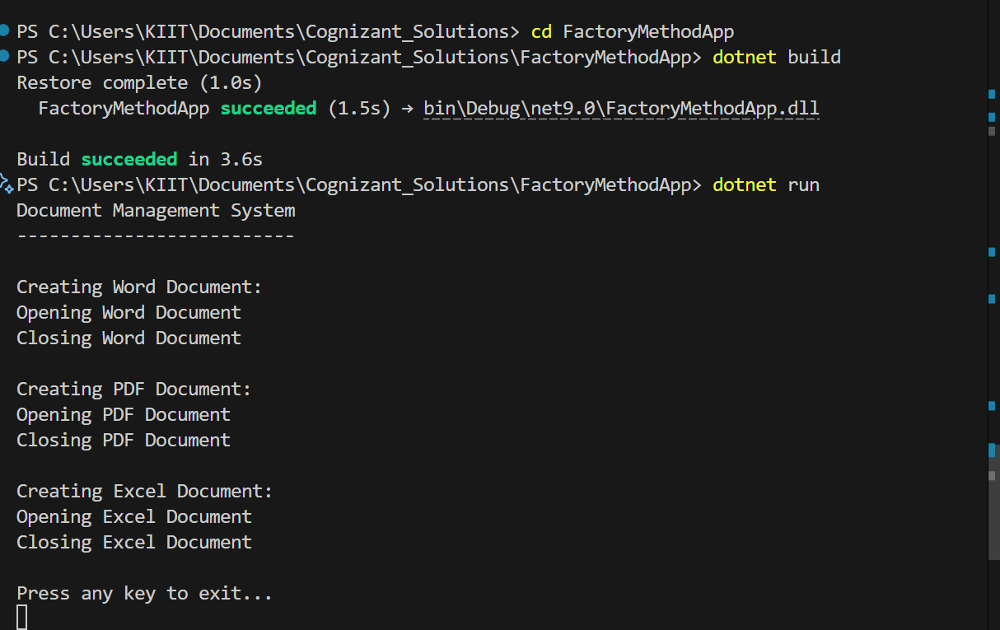 PS C:\Users\KIIT\Documents\Cognizant_Solutions> cd FactoryMethodApp
PS C:\Users\KIIT\Documents\Cognizant_Solutions\FactoryMethodApp> dotnet build
Restore complete (1.0s)
  FactoryMethodApp succeeded (1.5s) → bin\Debug\net9.0\FactoryMethodApp.dll

Build succeeded in 3.6s
PS C:\Users\KIIT\Documents\Cognizant_Solutions\FactoryMethodApp> dotnet run
Document Management System
--------------------------

Creating Word Document:
Opening Word Document
Closing Word Document

Creating PDF Document:
Opening PDF Document
Closing PDF Document

Creating Excel Document:
Opening Excel Document
Closing Excel Document

Press any key to exit...